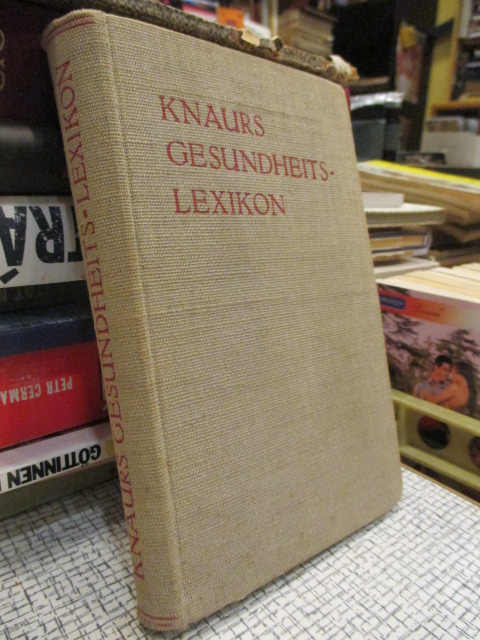 KNAURS
GESUNDHEITS-
LEXIKON
KNAURS GESUNDHEITS-LEXIKON
PETR CERMA
GÖTTINNEN